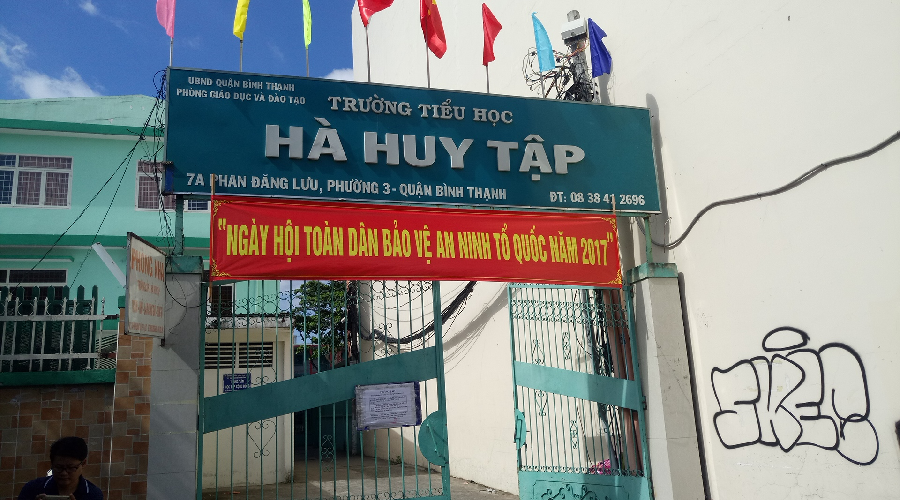 UBND QUẬN BÌNH THẠNH
PHÒNG GIÁO DỤC VÀ ĐÀO TẠO
TRƯỜNG TIỂU HỌC
HÀ HUY TẬP
7A PHAN ĐĂNG LƯU, PHƯỜNG 3 - QUẬN BÌNH THẠNH
ĐT: 08 38 41 2696
"NGÀY HỘI TOÀN DÂN BẢO VỆ AN NINH TỔ QUỐC NĂM 2017"